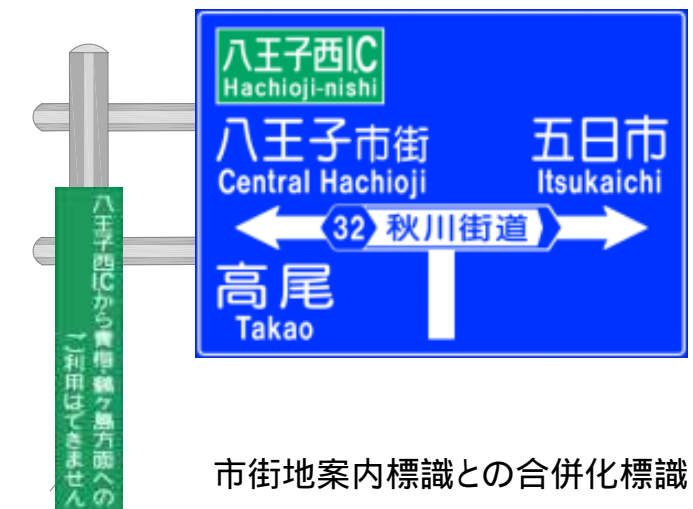 八王子西I.C
Hachioji-nishi
八王子市街
Central Hachioji
五日市
Itsukaichi
32 秋川街道
高尾
Takao
八王子西ICから青梅・鶴ヶ島方面への
ご利用はできません
市街地案内標識との合併化標識